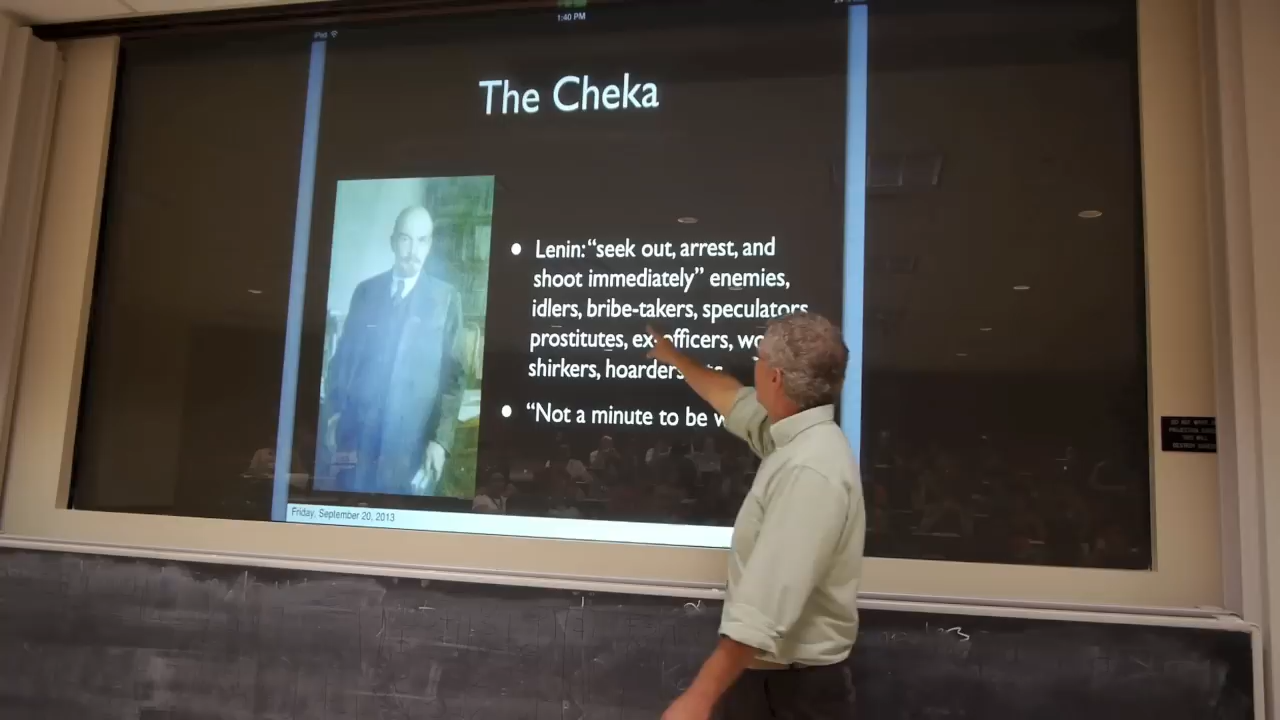 iPad
1:40 PM
The Cheka
Lenin: “seek out, arrest, and
shoot immediately” enemies,
idlers, bribe-takers, speculators
prostitutes, ex-officers,
shirkers, hoarders
“Not a minute to be
Friday, September 20, 2013